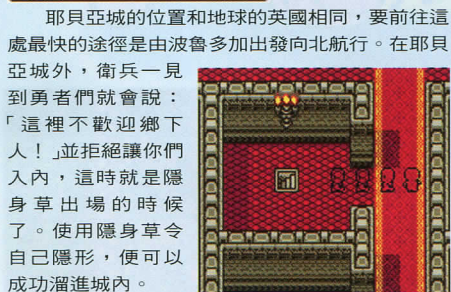 耶貝亞城的位置和地球的英國相同，要前往這
處最快的途徑是由波魯多加出發向北航行。在耶貝
亞城外，衛兵一見
到勇者們就會說：
「這裡不歡迎鄉下
人！」並拒絕讓你們
入內，這時就是隱
身草出場的時候
了。使用隱身草令
自己隱形，便可以
成功溜進城內。